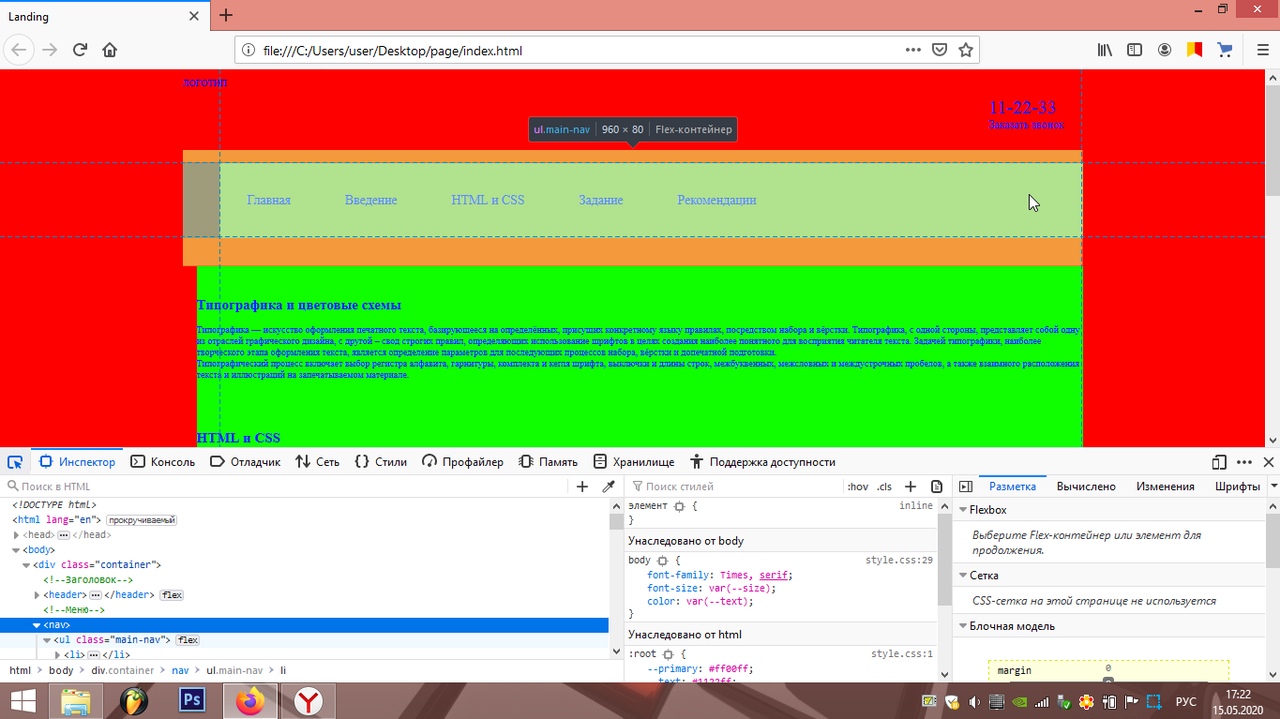 Landing
file:///C:/Users/user/Desktop/page/index.html
логотип
11-22-33
Заказать звонок
ul.main-nav 960 × 80 Flex-контейнер
Главная Введение HTML и CSS Задание Рекомендации
Типографика и цветовые схемы
Типографика — искусство оформления печатного текста, базирующееся на определённых, присущих конкретному языку правилах, посредством набора и вёрстки. Типографика, с одной стороны, представляет собой одну
из отраслей графического дизайна, с другой – свод строгих правил, определяющих использование шрифтов в целях создания наиболее понятного для восприятия читателя текста. Задачей типографики, наиболее
творческого этапа оформления текста, является определение параметров для последующих процессов набора, вёрстки и допечатной подготовки.
Типографический процесс включает выбор регистра алфавита, гарнитуры, комплекта и кегля шрифта, выключки и длины строк, межбуквенных, межсловных и междустрочных пробелов, а также взаимного расположения
текста и иллюстраций на запечатываемом материале.
HTML и CSS
Инспектор Консоль Отладчик Сеть Стили Профайлер Память Хранилище Поддержка доступности
Поиск в HTML
<!DOCTYPE html>
<html lang="en"> прокручиваемый
<head> ••• </head>
<body>
<div class="container">
<!--Заголовок-->
<header> ••• </header> flex
<!--Меню-->
<nav>
<ul class="main-nav"> flex
<li> ••• </li>
html > body > div.container > nav > ul.main-nav > li
Поиск стилей :hov .cls
элемент { inline
}
Унаследовано от body
body { style.css:29
font-family: Times, serif;
font-size: var(--size);
color: var(--text);
}
Унаследовано от html
:root { style.css:1
--primary: #ff00ff;
--text: #1122ff;
Разметка Вычислено Изменения Шрифты
Flexbox
Выберите Flex-контейнер или элемент для
продолжения.
Сетка
CSS-сетка на этой странице не используется
Блочная модель
margin 0
Ps
Y
РУС
17:22
15.05.2020